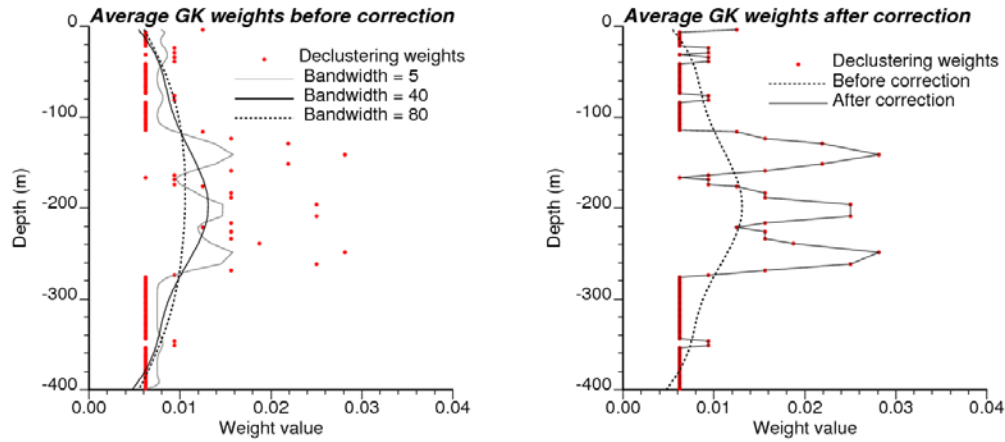 Average GK weights before correction
0
-100
-200
-300
-400
Depth (m)
Declustering weights
Bandwidth = 5
Bandwidth = 40
Bandwidth = 80
0.00
0.01
0.02
0.03
0.04
Weight value
Average GK weights after correction
0
-100
-200
-300
-400
Depth (m)
Declustering weights
Before correction
After correction
0.00
0.01
0.02
0.03
0.04
Weight value